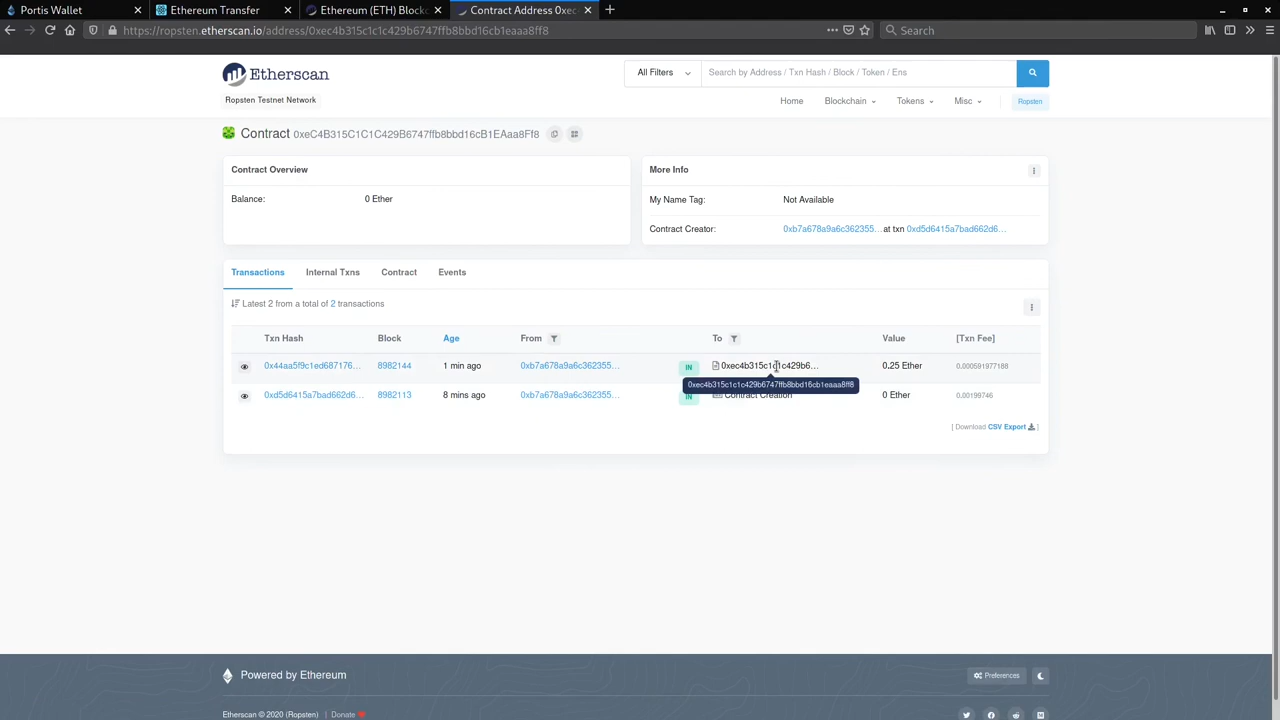 Portis Wallet
Ethereum Transfer
Ethereum (ETH) Block
Contract Address 0xec
https://ropsten.etherscan.io/address/0xec4b315c1c1c429b6747ffb8bbd16cb1eaaa8ff8
Search
Etherscan
All Filters
Search by Address / Txn Hash / Block / Token / Ens
Ropsten Testnet Network
Home Blockchain Tokens Misc Ropsten
Contract 0xeC4B315C1C1C429B6747ffb8bbd16cB1EAaa8Ff8
Contract Overview
Balance: 0 Ether
More Info
My Name Tag: Not Available
Contract Creator: 0xb7a678a9a6c362355... at txn 0xd5d6415a7bad662d6...
Transactions Internal Txns Contract Events
Latest 2 from a total of 2 transactions
Txn Hash Block Age From To Value [Txn Fee]
0x44aa5f9c1ed687176... 8982144 1 min ago 0xb7a678a9a6c362355... IN 0xec4b315c1c1c429b6... 0.25 Ether 0.000591977188
0xec4b315c1c1c429b6747ffb8bbd16cb1eaaa8ff8
0xd5d6415a7bad662d6... 8982113 8 mins ago 0xb7a678a9a6c362355... IN Contract Creation 0 Ether 0.00199746
[ Download CSV Export ]
Powered by Ethereum
Preferences
Etherscan © 2020 (Ropsten) | Donate